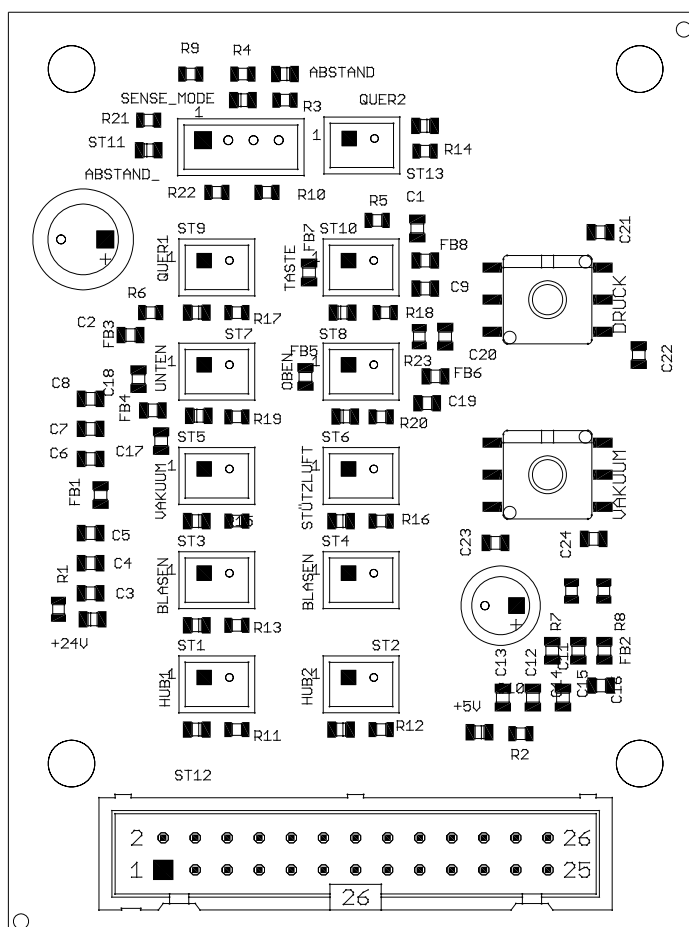 R9
R4
ABSTAND
SENSE_MODE
R3
QUER2
1
1
R21
ST11
R14
ABSTAND_
ST13
R22
R10
C1
R5
ST9
ST10
C21
QUER1
1
FB7
TASTE
1
FB8
C9
DRUCK
R6
R17
R18
C2
FB3
ST7
ST8
C20
C22
UNTEN
1
FB5
OBEN
1
R23
FB6
C18
C8
FB4
R19
R20
C19
C7
C17
ST5
ST6
C6
VAKUUM
1
STÜTZLUFT
1
VAKUUM
FB1
R16
C5
ST3
ST4
C23
C24
C4
BLASEN
1
BLASEN
1
R1
C3
R13
+24V
R7
R8
ST1
ST2
FB2
C13
C12
C11
HUB1
1
HUB2
1
C14
C15
C16
+5V
R11
R12
R2
ST12
2
26
1
25
26